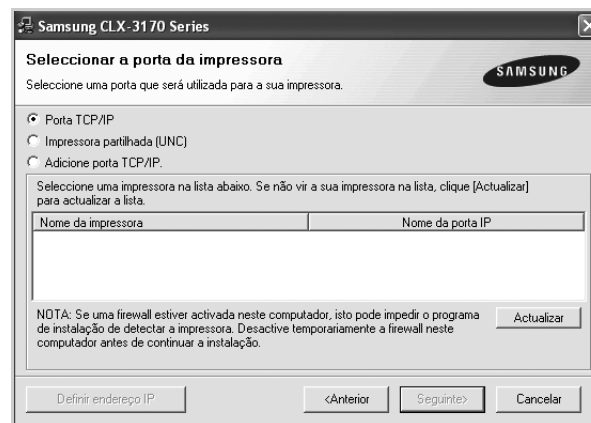 Samsung CLX-3170 Series
Seleccionar a porta da impressora
Seleccione uma porta que será utilizada para a sua impressora.
SAMSUNG
Porta TCP/IP
Impressora partilhada (UNC)
Adicione porta TCP/IP.
Seleccione uma impressora na lista abaixo. Se não vir a sua impressora na lista, clique [Actualizar]
para actualizar a lista.
Nome da impressora Nome da porta IP
NOTA: Se uma firewall estiver activada neste computador, isto pode impedir o programa
de instalação de detectar a impressora. Desactive temporariamente a firewall neste
computador antes de continuar a instalação.
Actualizar
Definir endereço IP <Anterior Seguinte> Cancelar